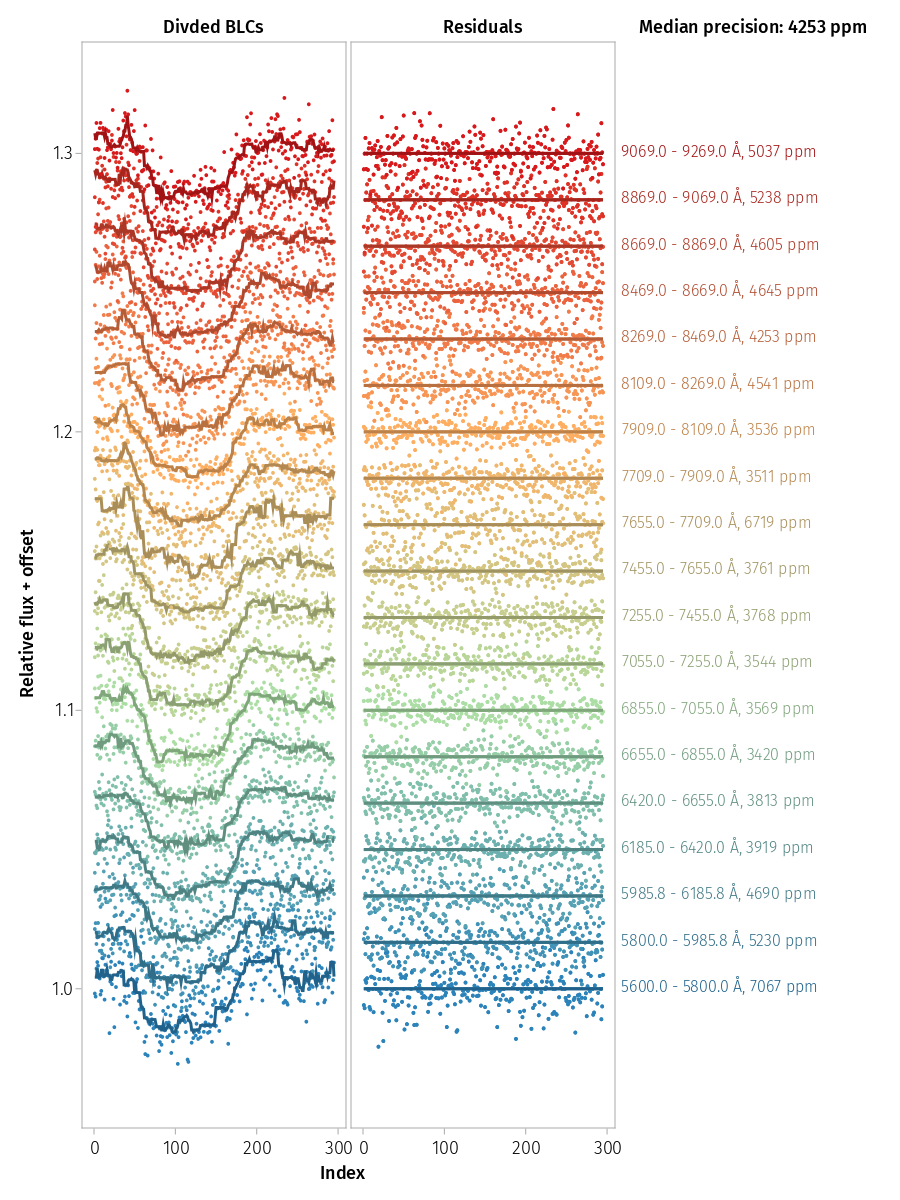 Divded BLCs
Residuals
Median precision: 4253 ppm
1.3
1.2
1.1
1.0
Relative flux + offset
9069.0 - 9269.0 Å, 5037 ppm
8869.0 - 9069.0 Å, 5238 ppm
8669.0 - 8869.0 Å, 4605 ppm
8469.0 - 8669.0 Å, 4645 ppm
8269.0 - 8469.0 Å, 4253 ppm
8109.0 - 8269.0 Å, 4541 ppm
7909.0 - 8109.0 Å, 3536 ppm
7709.0 - 7909.0 Å, 3511 ppm
7655.0 - 7709.0 Å, 6719 ppm
7455.0 - 7655.0 Å, 3761 ppm
7255.0 - 7455.0 Å, 3768 ppm
7055.0 - 7255.0 Å, 3544 ppm
6855.0 - 7055.0 Å, 3569 ppm
6655.0 - 6855.0 Å, 3420 ppm
6420.0 - 6655.0 Å, 3813 ppm
6185.0 - 6420.0 Å, 3919 ppm
5985.8 - 6185.8 Å, 4690 ppm
5800.0 - 5985.8 Å, 5230 ppm
5600.0 - 5800.0 Å, 7067 ppm
0 100 200 300
0 100 200 300
Index